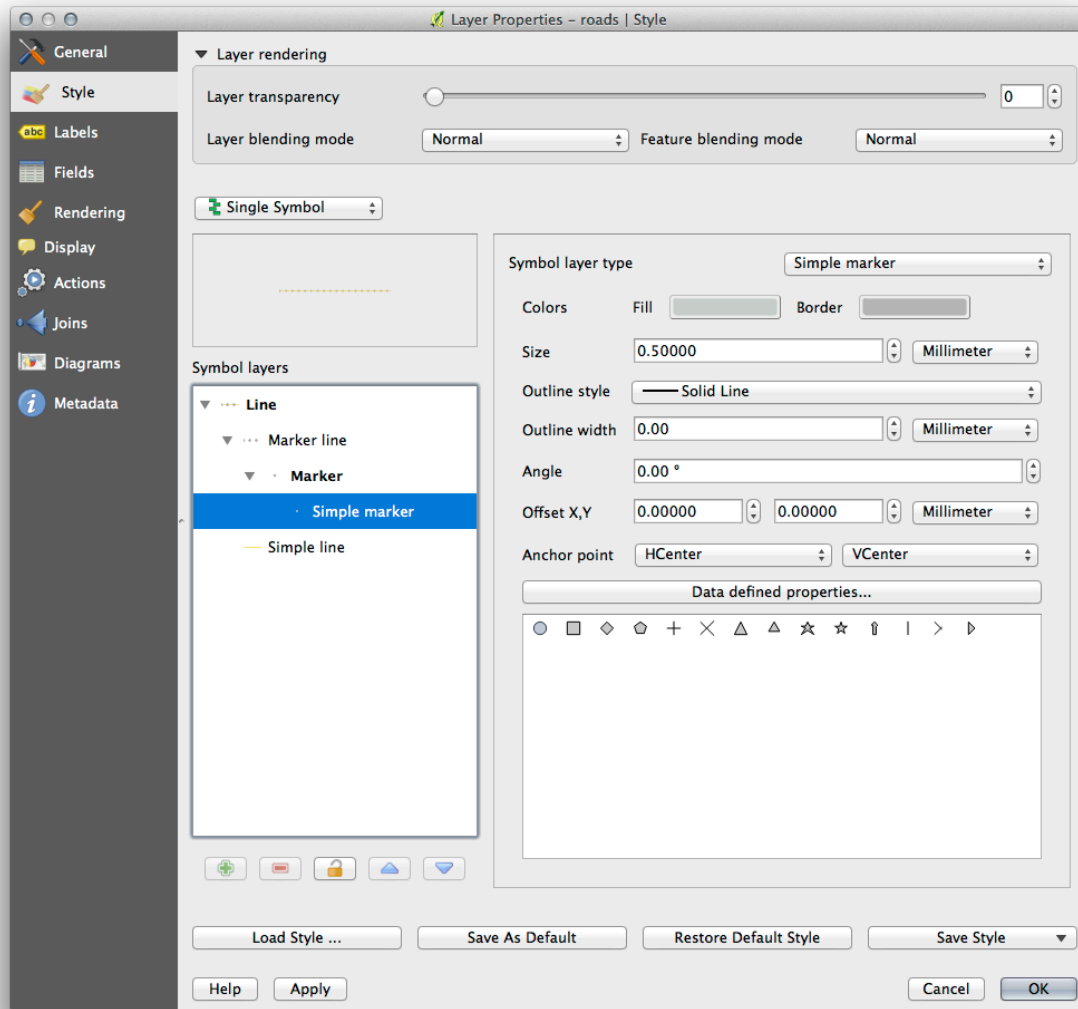 Layer Properties – roads | Style
General
Style
abc Labels
Fields
Rendering
Display
Actions
Joins
Diagrams
Metadata
Layer rendering
Layer transparency 0
Layer blending mode Normal Feature blending mode Normal
Single Symbol
Symbol layers
Line
Marker line
Marker
Simple marker
Simple line
Symbol layer type Simple marker
Colors Fill Border
Size 0.50000 Millimeter
Outline style Solid Line
Outline width 0.00 Millimeter
Angle 0.00 °
Offset X,Y 0.00000 0.00000 Millimeter
Anchor point HCenter VCenter
Data defined properties...
Load Style ... Save As Default Restore Default Style Save Style
Help Apply Cancel OK